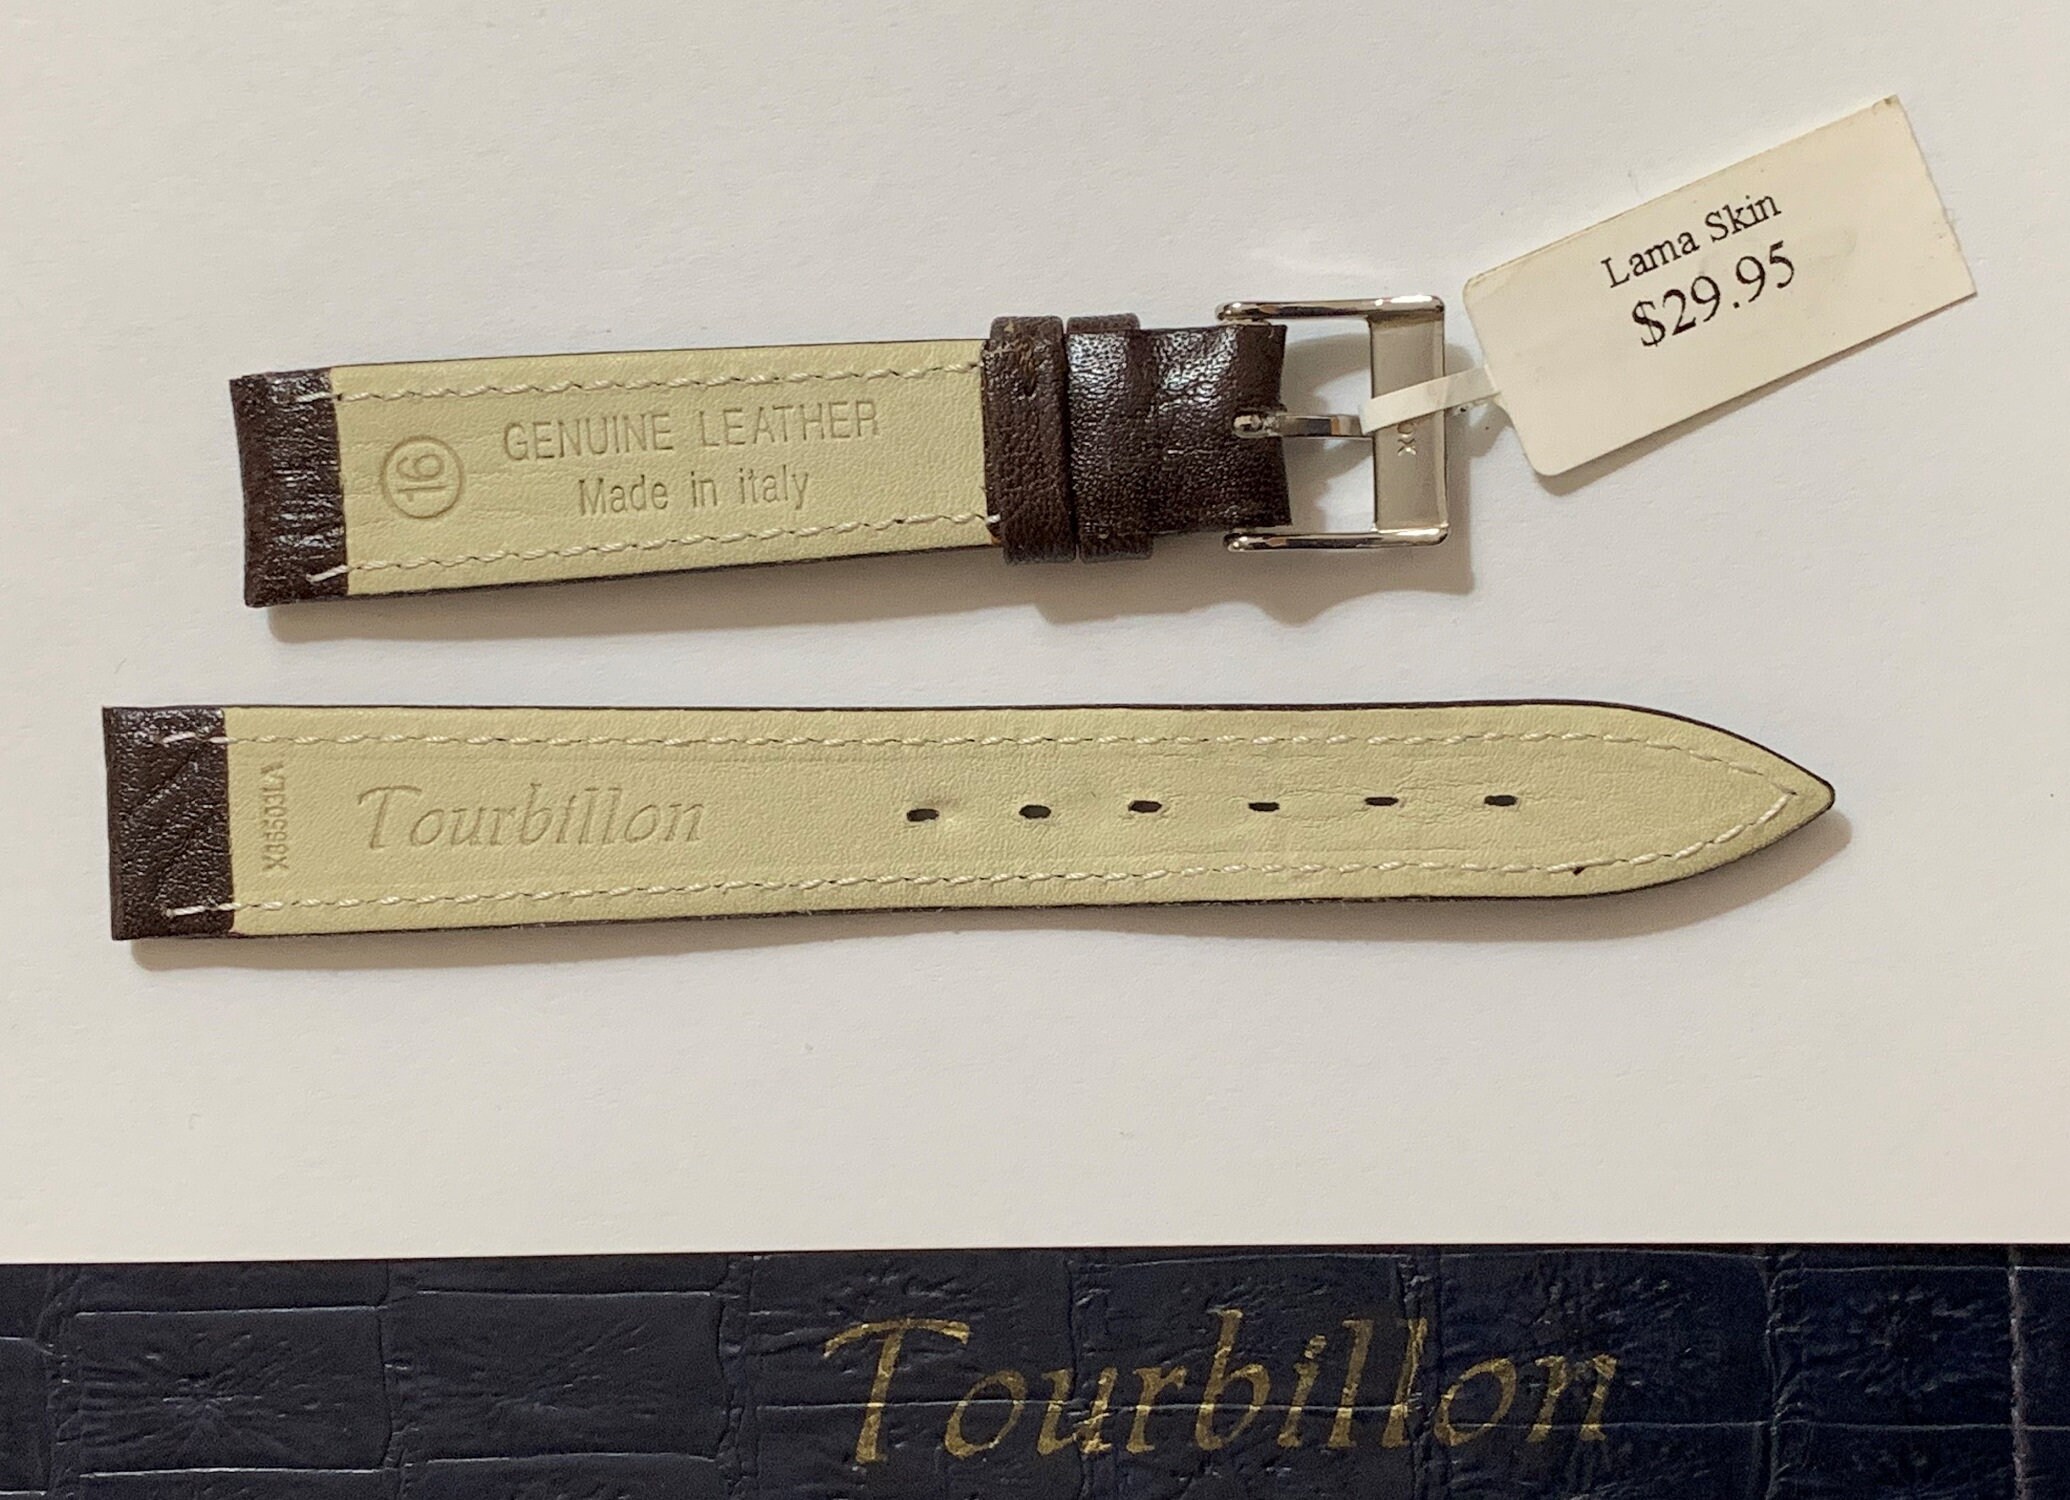 Lama Skin
$29.95
16
GENUINE LEATHER
Made in italy
Tourbillon
Tourbillon